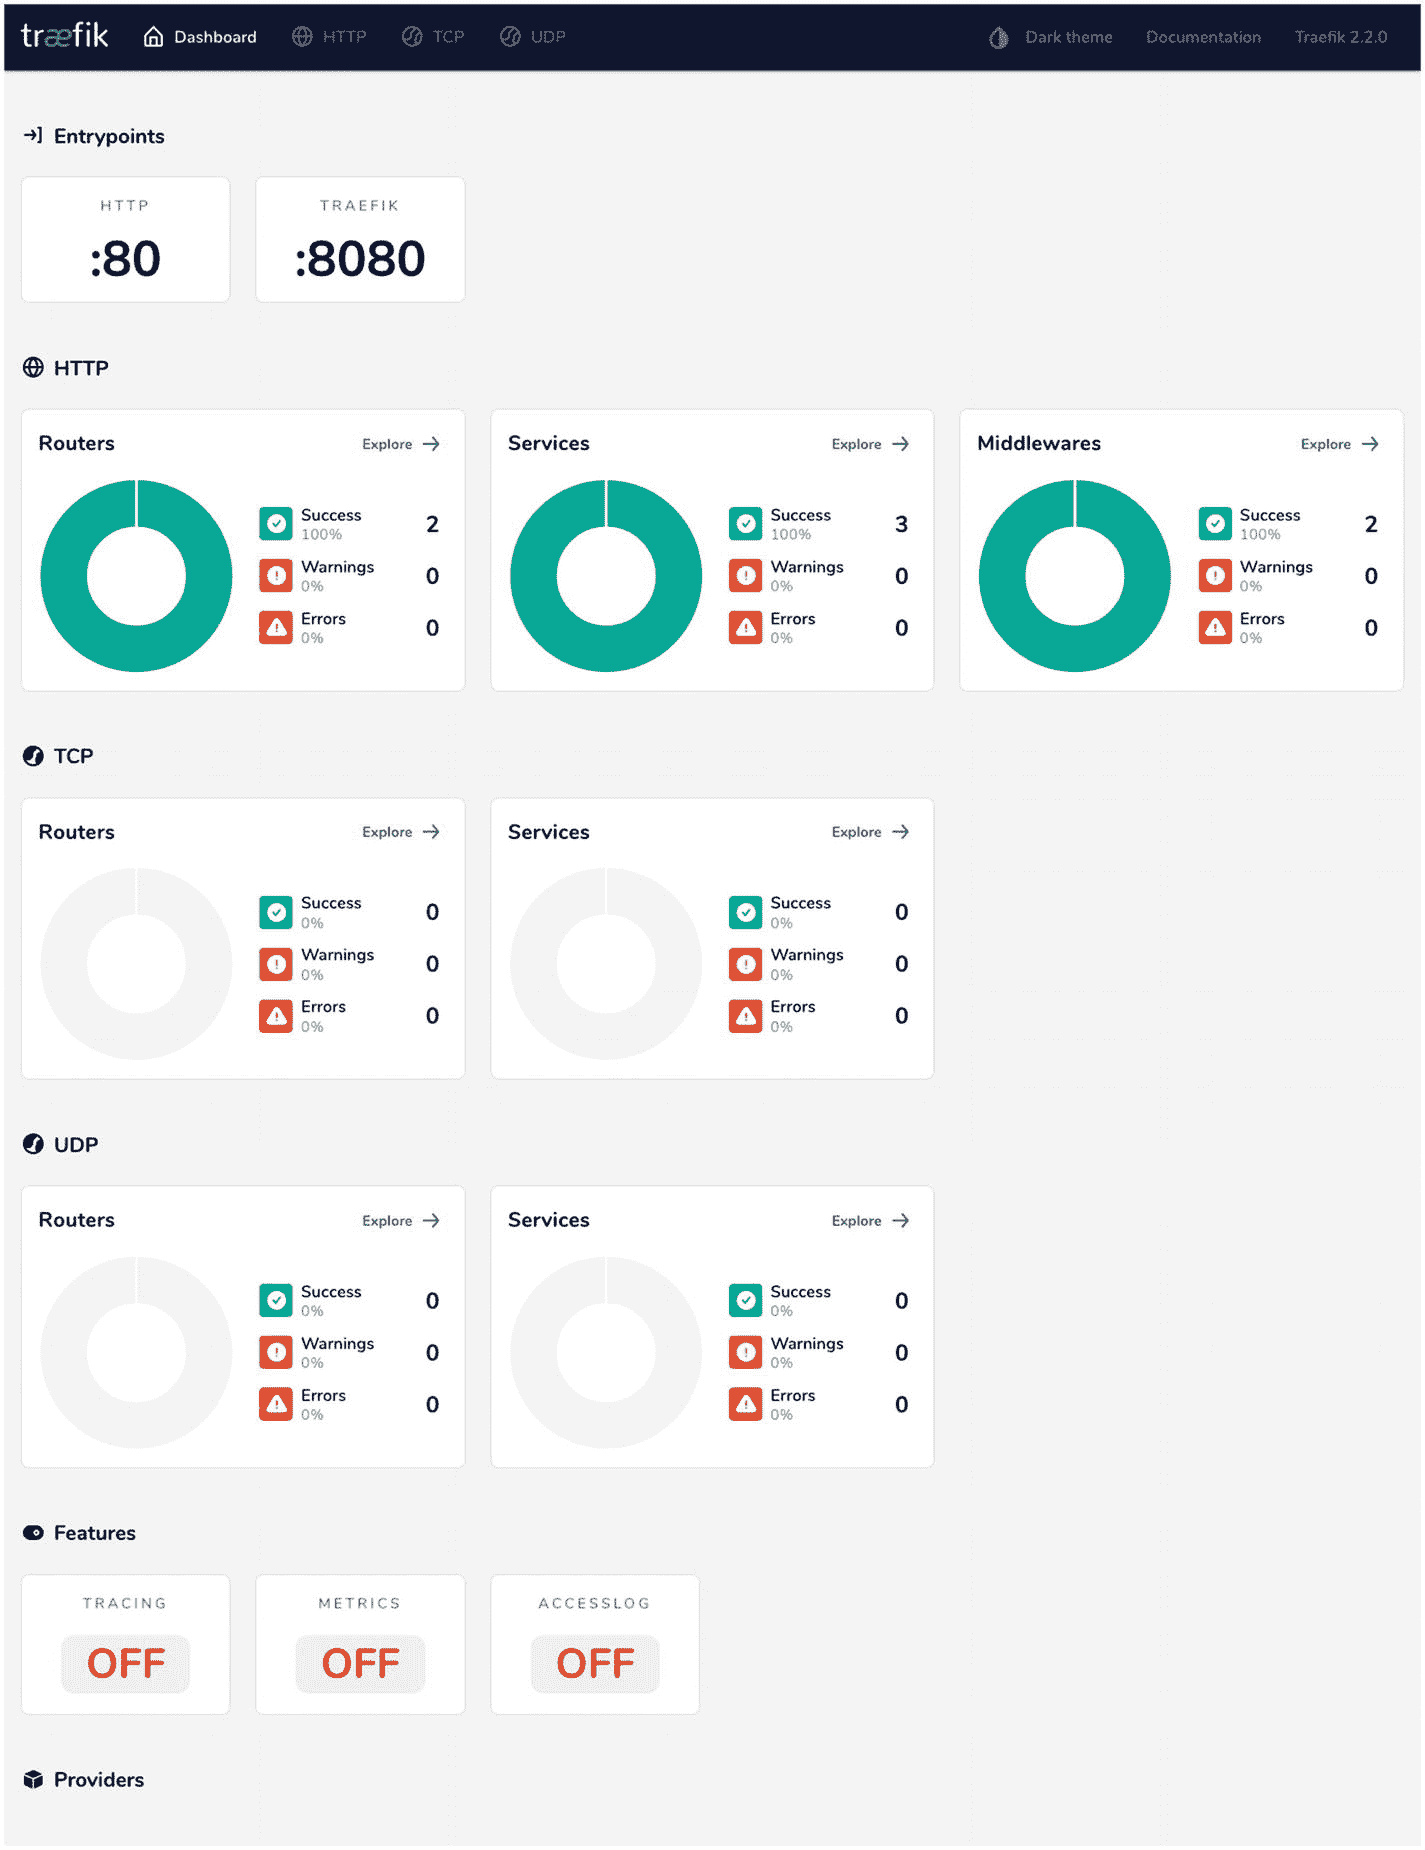 træfik Dashboard HTTP TCP UDP Dark theme Documentation Traefik 2.2.0
Entrypoints
HTTP
:80
TRAEFIK
:8080
HTTP
Routers Explore
Success 2
100%
Warnings 0
0%
Errors 0
0%
Services Explore
Success 3
100%
Warnings 0
0%
Errors 0
0%
Middlewares Explore
Success 2
100%
Warnings 0
0%
Errors 0
0%
TCP
Routers Explore
Success 0
0%
Warnings 0
0%
Errors 0
0%
Services Explore
Success 0
0%
Warnings 0
0%
Errors 0
0%
UDP
Routers Explore
Success 0
0%
Warnings 0
0%
Errors 0
0%
Services Explore
Success 0
0%
Warnings 0
0%
Errors 0
0%
Features
TRACING
OFF
METRICS
OFF
ACCESSLOG
OFF
Providers